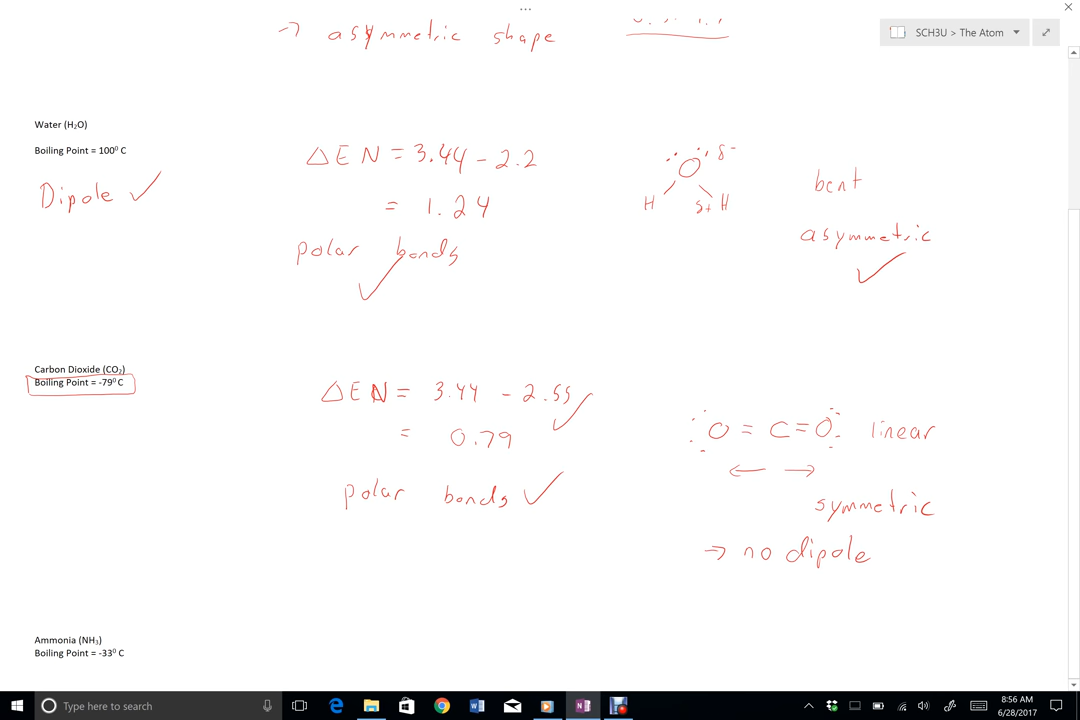 → asymmetric shape
SCH3U > The Atom
Water (H₂O)
Boiling Point = 100⁰ C
Dipole ✓
△EN = 3.44 - 2.2
= 1.24
polar bonds ✓
O δ-
H δ+ H
bent
asymmetric ✓
Carbon Dioxide (CO₂)
Boiling Point = -79⁰ C
△EN = 3.44 - 2.55 ✓
= 0.79
polar bonds ✓
O = C = O linear
← →
symmetric
→ no dipole
Ammonia (NH₃)
Boiling Point = -33⁰ C
Type here to search
8:56 AM
6/28/2017